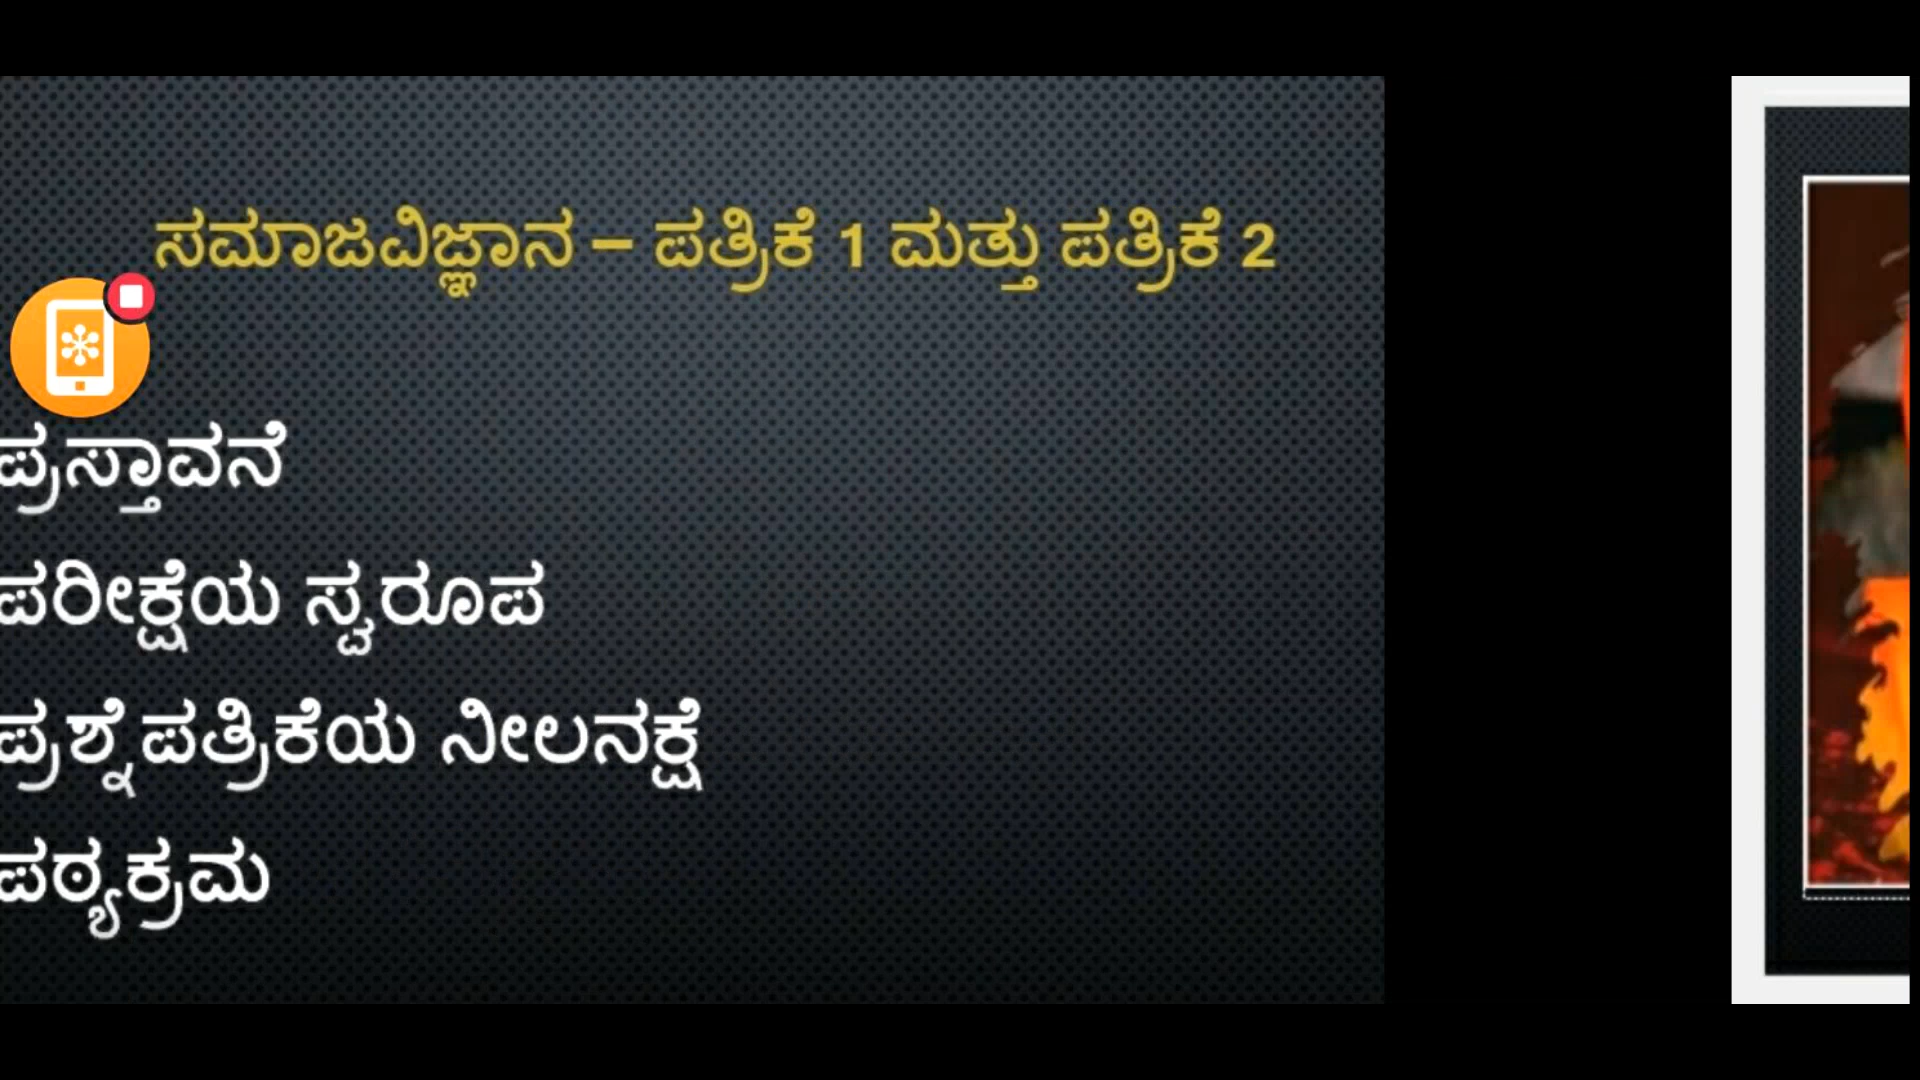 ಸಮಾಜವಿಜ್ಞಾನ – ಪತ್ರಿಕೆ 1 ಮತ್ತು ಪತ್ರಿಕೆ 2
ಪ್ರಸ್ತಾವನೆ
ಪರೀಕ್ಷೆಯ ಸ್ವರೂಪ
ಪ್ರಶ್ನೆಪತ್ರಿಕೆಯ ನೀಲನಕ್ಷೆ
ಪಠ್ಯಕ್ರಮ